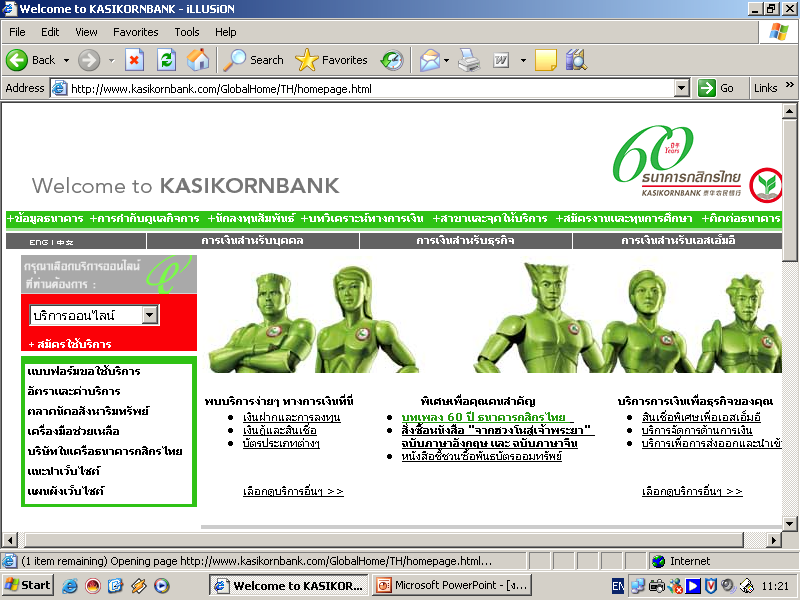 Welcome to KASIKORNBANK - iLLUSiON
File Edit View Favorites Tools Help
Back Search Favorites
Address http://www.kasikornbank.com/GlobalHome/TH/homepage.html Go Links »
60 ปี Years
ธนาคารกสิกรไทย
KASIKORNBANK 泰华农民银行
Welcome to KASIKORNBANK
+ข้อมูลธนาคาร +การกำกับดูแลกิจการ +นักลงทุนสัมพันธ์ +บทวิเคราะห์ทางการเงิน +สาขาและจุดให้บริการ +สมัครงานและทุนการศึกษา +ติดต่อธนาคาร
ENG | 中文 การเงินสำหรับบุคคล การเงินสำหรับธุรกิจ การเงินสำหรับเอสเอ็มอี
กรุณาเลือกบริการออนไลน์
ที่ท่านต้องการ :
บริการออนไลน์
+ สมัครใช้บริการ
แบบฟอร์มขอใช้บริการ
อัตราและค่าบริการ
ตลาดนัดอสังหาริมทรัพย์
เครื่องมือช่วยเหลือ
บริษัทในเครือธนาคารกสิกรไทย
แนะนำเว็บไซต์
แผนผังเว็บไซต์
พบบริการง่ายๆ ทางการเงินที่นี่
เงินฝากและการลงทุน
เงินกู้และสินเชื่อ
บัตรประเภทต่างๆ
เลือกดูบริการอื่นๆ >>
พิเศษเพื่อคุณคนสำคัญ
บทเพลง 60 ปี ธนาคารกสิกรไทย
สั่งซื้อหนังสือ "จากฮวงโหสู่เจ้าพระยา"
ฉบับภาษาอังกฤษ และ ฉบับภาษาจีน
หนังสือชี้ชวนซื้อพันธบัตรออมทรัพย์
บริการการเงินเพื่อธุรกิจของคุณ
สินเชื่อพิเศษเพื่อเอสเอ็มอี
บริการจัดการด้านการเงิน
บริการเพื่อการส่งออกและนำเข้า
เลือกดูบริการอื่นๆ >>
(1 item remaining) Opening page http://www.kasikornbank.com/GlobalHome/TH/homepage.html... Internet
Start Welcome to KASIKOR... Microsoft PowerPoint - [ง... EN 11:21